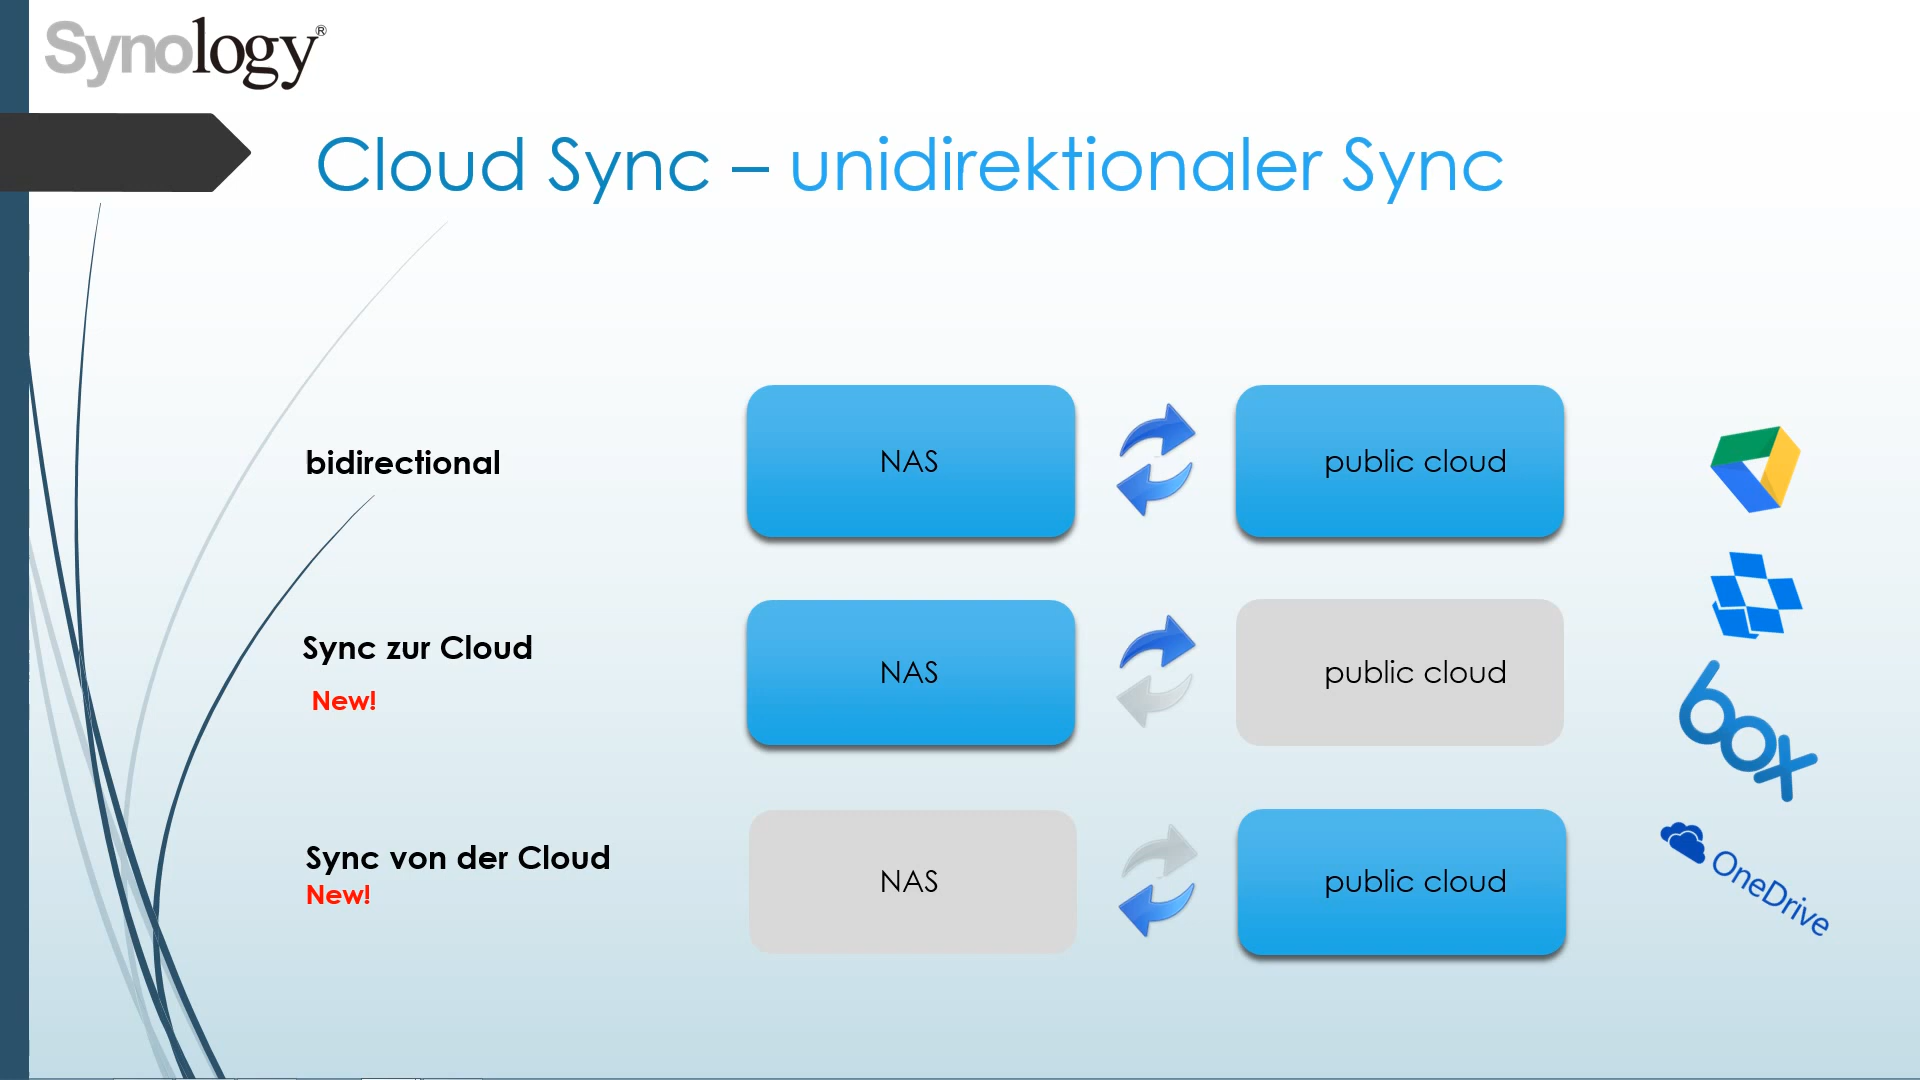 Synology®
Cloud Sync – unidirektionaler Sync
bidirectional
NAS
public cloud
Sync zur Cloud
New!
NAS
public cloud
Sync von der Cloud
New!
NAS
public cloud
box
OneDrive